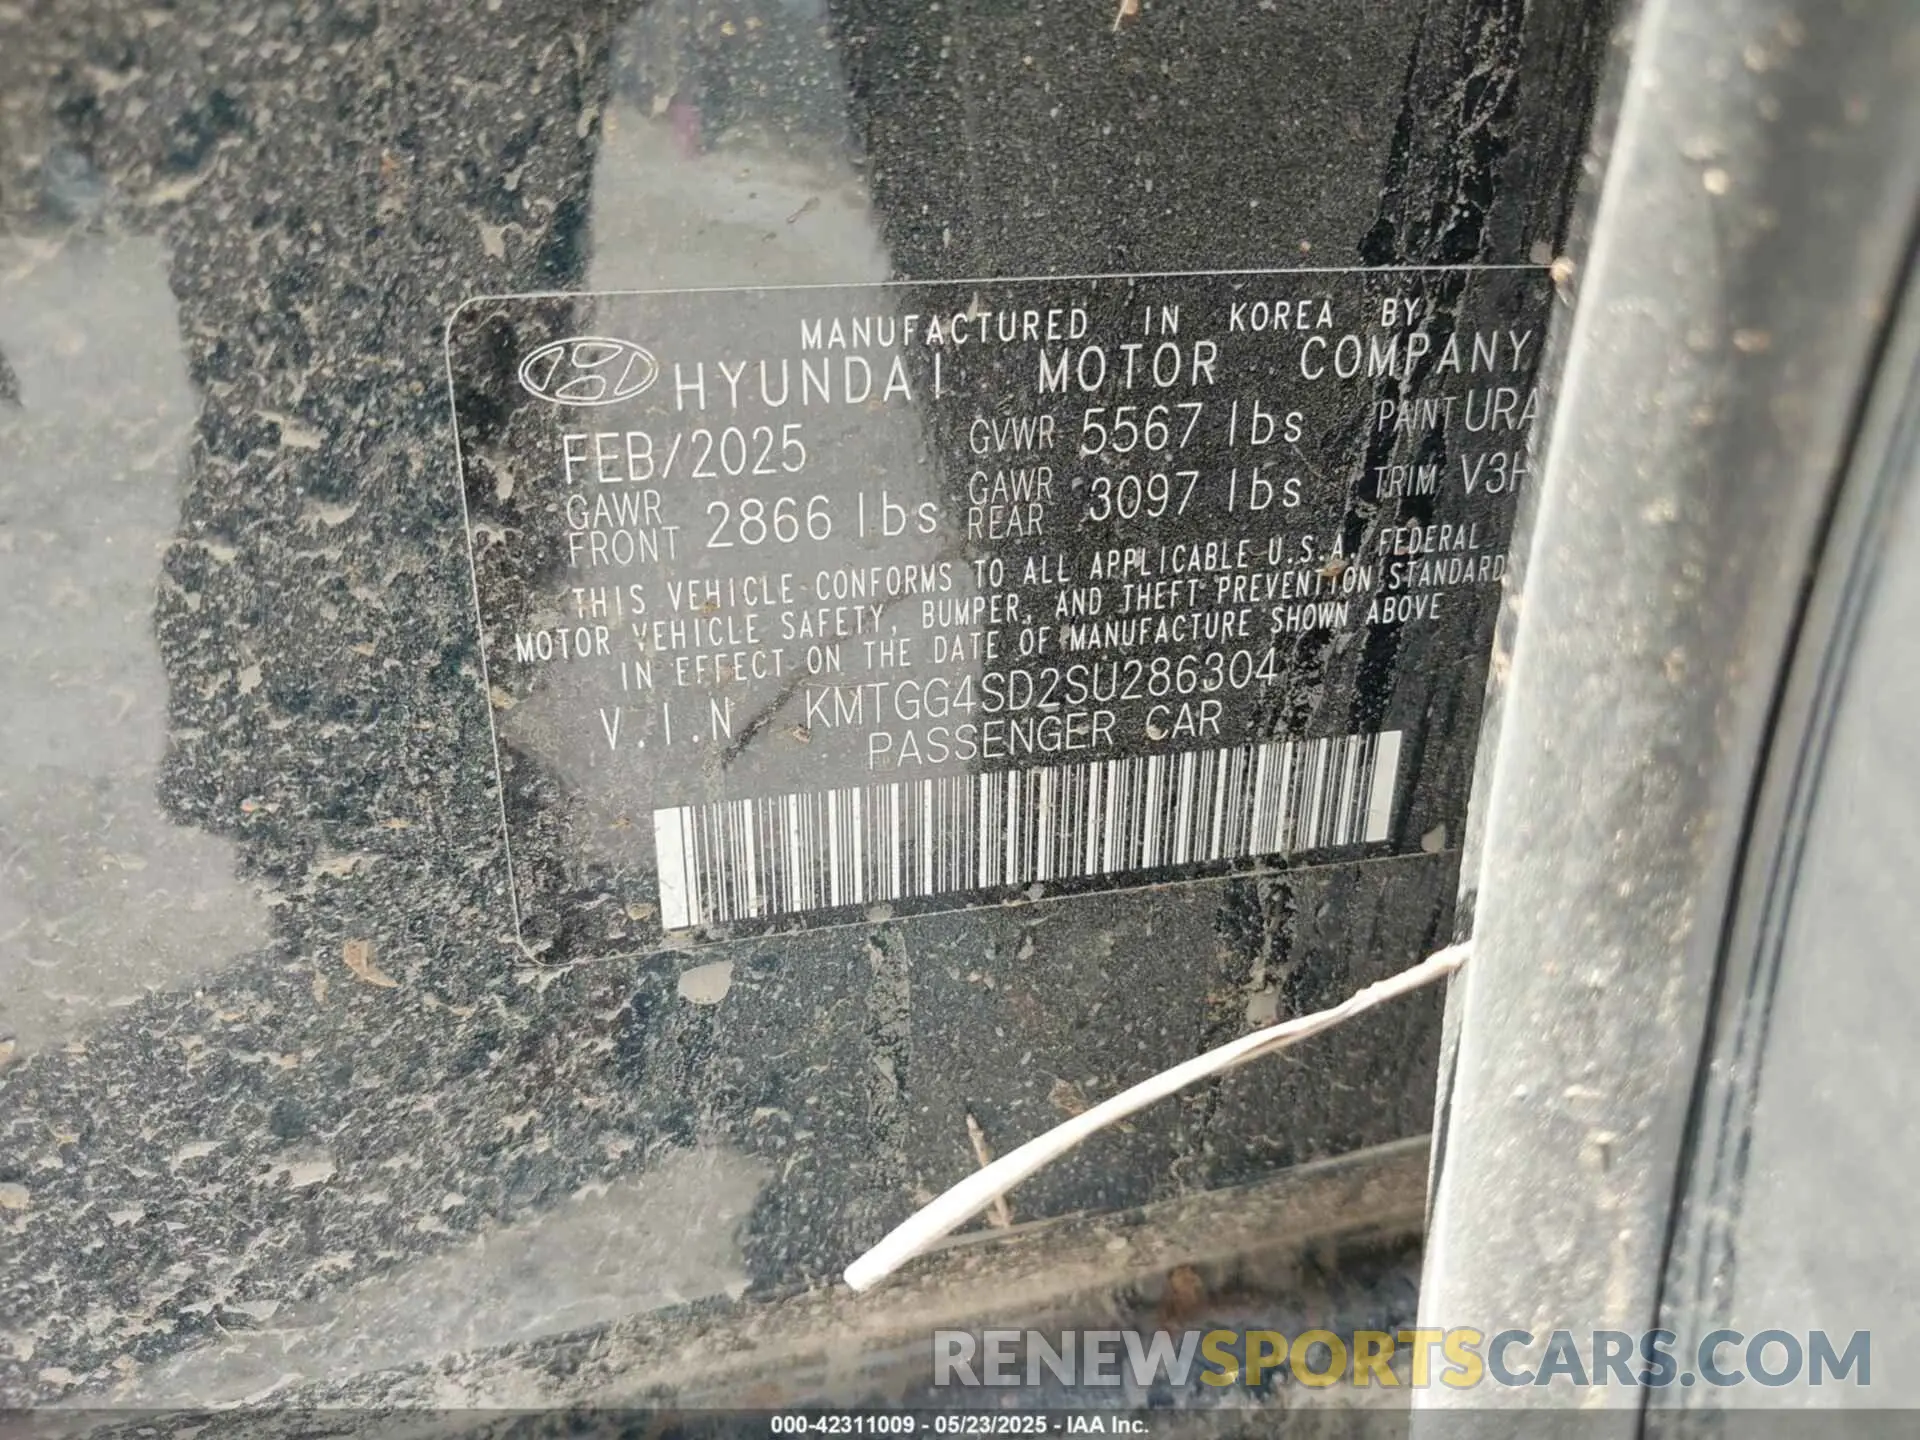 MANUFACTURED IN KOREA BY
HYUNDAI MOTOR COMPANY
FEB/2025 GVWR 5567 lbs PAINT URA
GAWR FRONT 2866 lbs GAWR REAR 3097 lbs TRIM V3H
THIS VEHICLE CONFORMS TO ALL APPLICABLE U.S.A. FEDERAL
MOTOR VEHICLE SAFETY, BUMPER, AND THEFT PREVENTION STANDARD
IN EFFECT ON THE DATE OF MANUFACTURE SHOWN ABOVE
V.I.N KMTGG4SD2SU286304
PASSENGER CAR
RENEWSPORTSCARS.COM
000-42311009 - 05/23/2025 - IAA Inc.